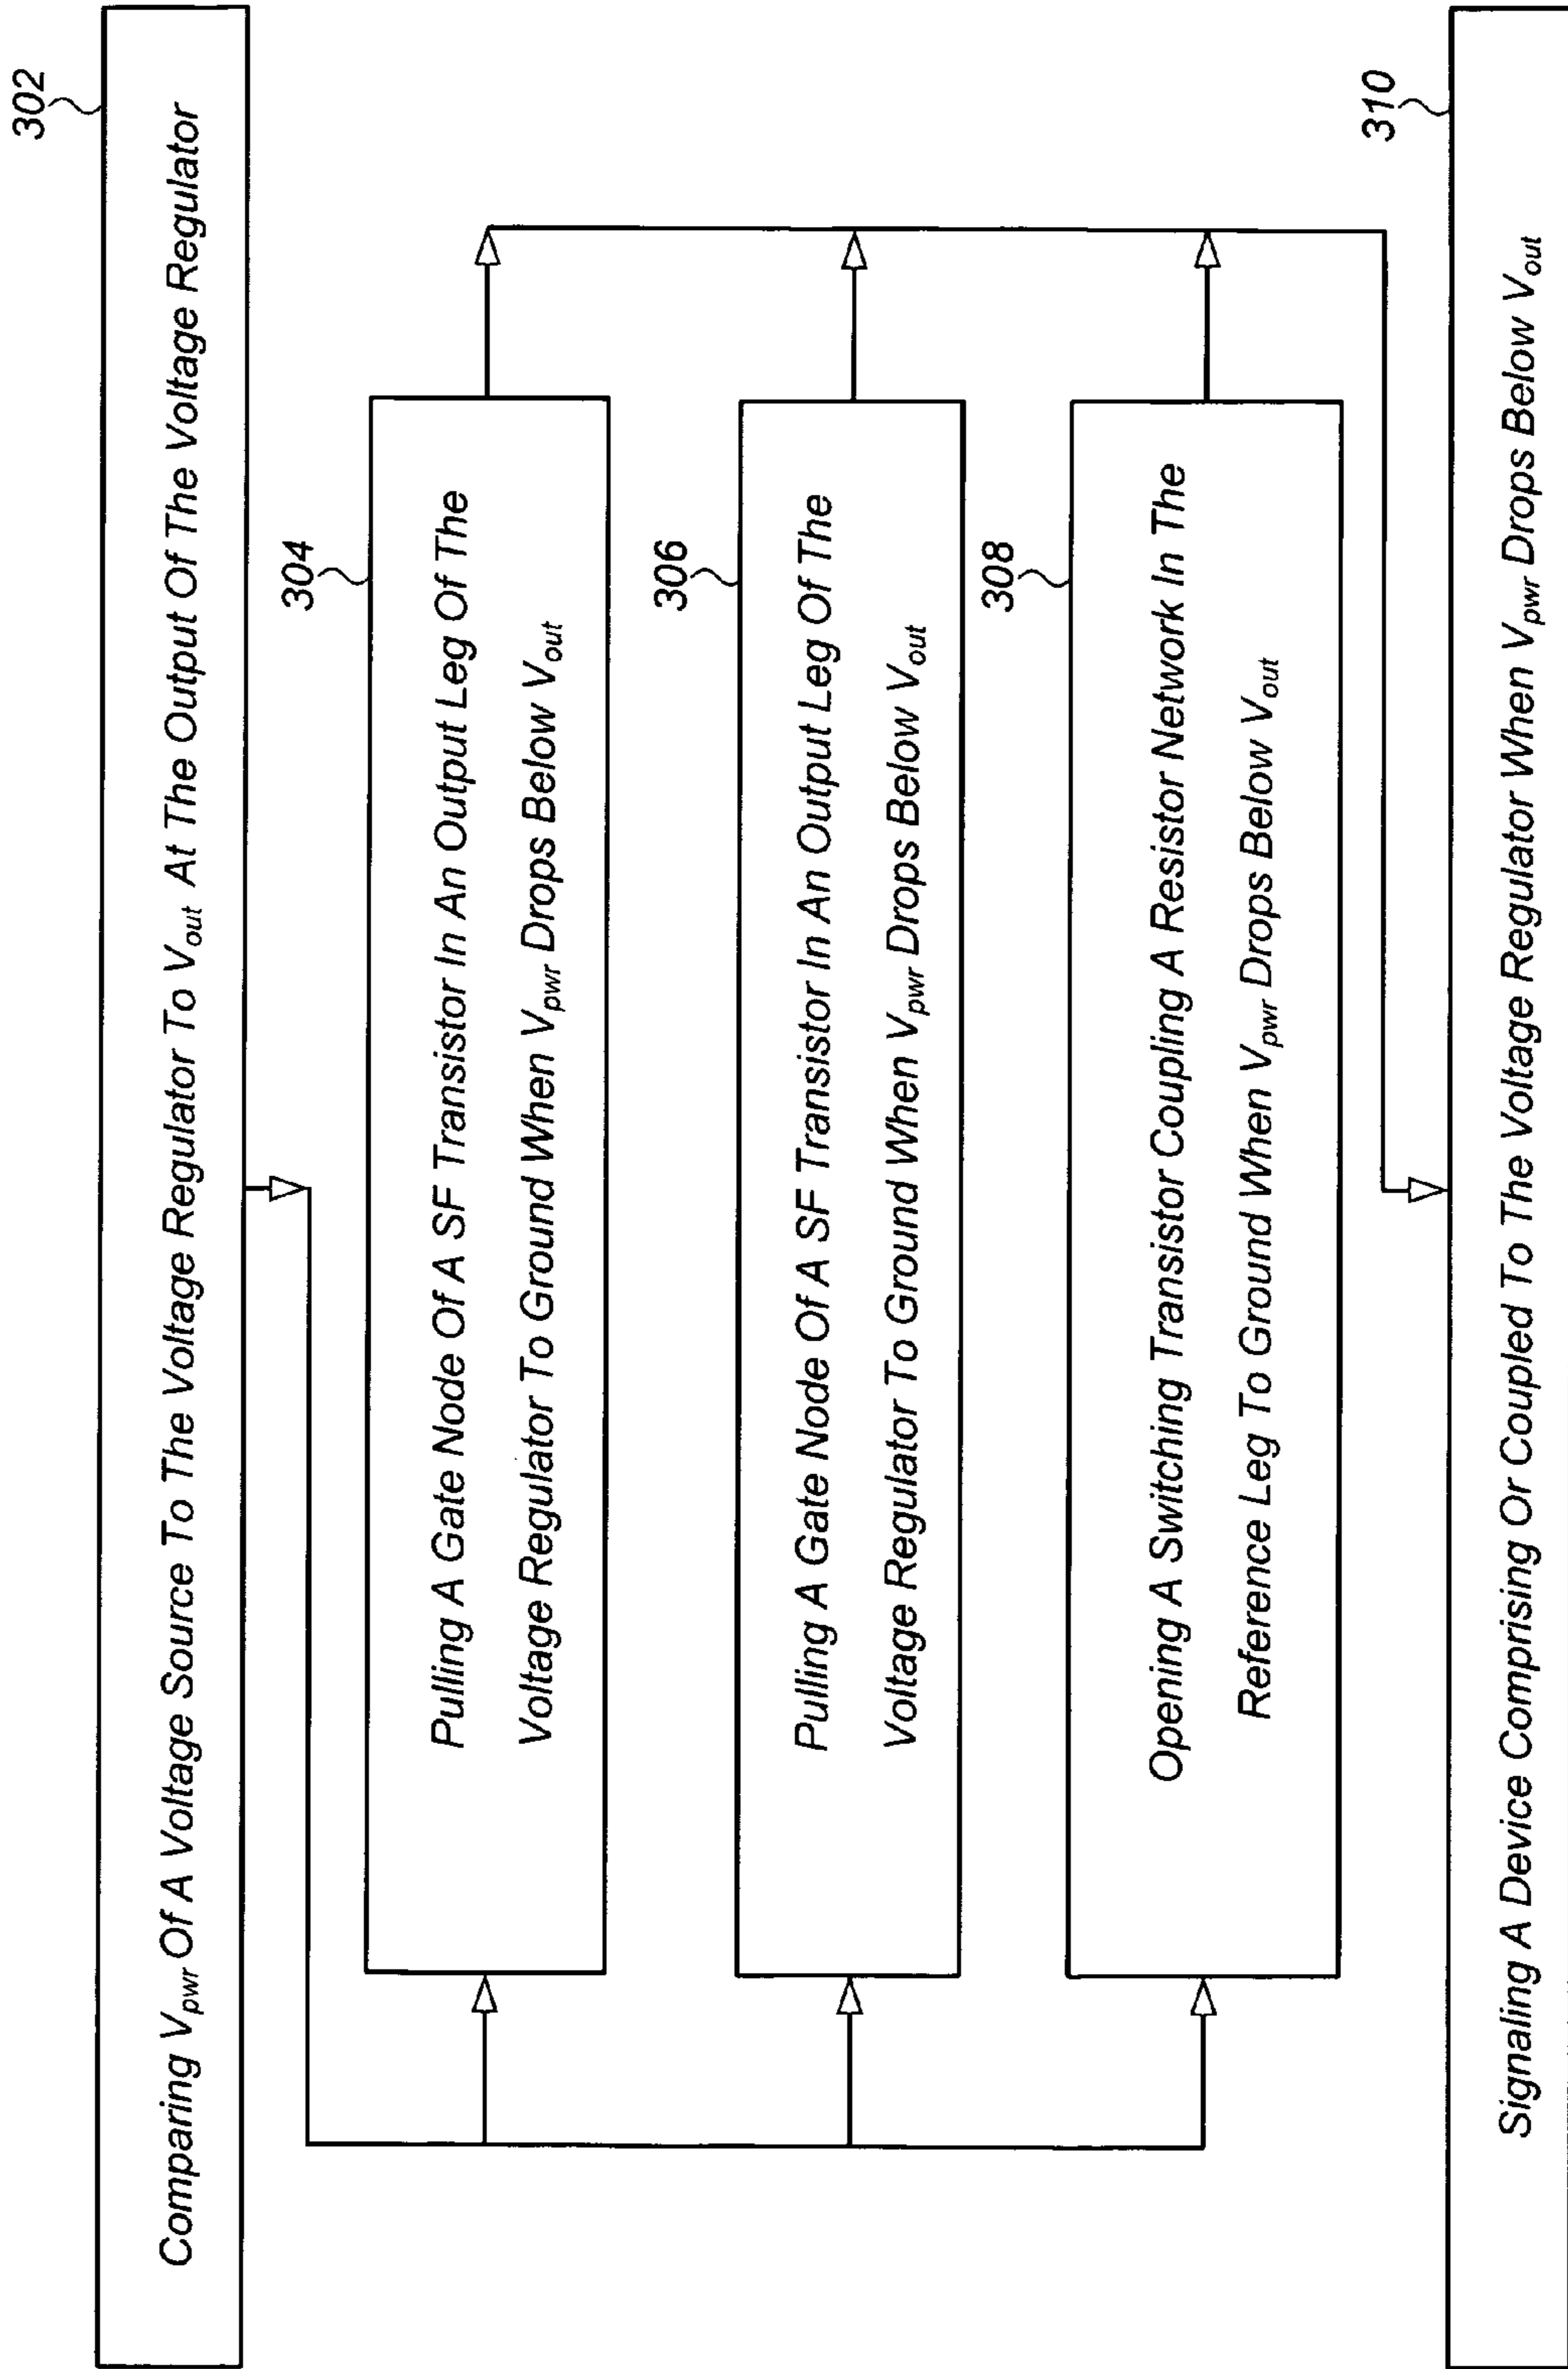 302
Comparing Vpwr Of A Voltage Source To The Voltage Regulator To Vout At The Output Of The Voltage Regulator
304
Pulling A Gate Node Of A SF Transistor In An Output Leg Of The
Voltage Regulator To Ground When Vpwr Drops Below Vout
306
Pulling A Gate Node Of A SF Transistor In An Output Leg Of The
Voltage Regulator To Ground When Vpwr Drops Below Vout
308
Opening A Switching Transistor Coupling A Resistor Network In The
Reference Leg To Ground When Vpwr Drops Below Vout
310
Signaling A Device Comprising Or Coupled To The Voltage Regulator When Vpwr Drops Below Vout